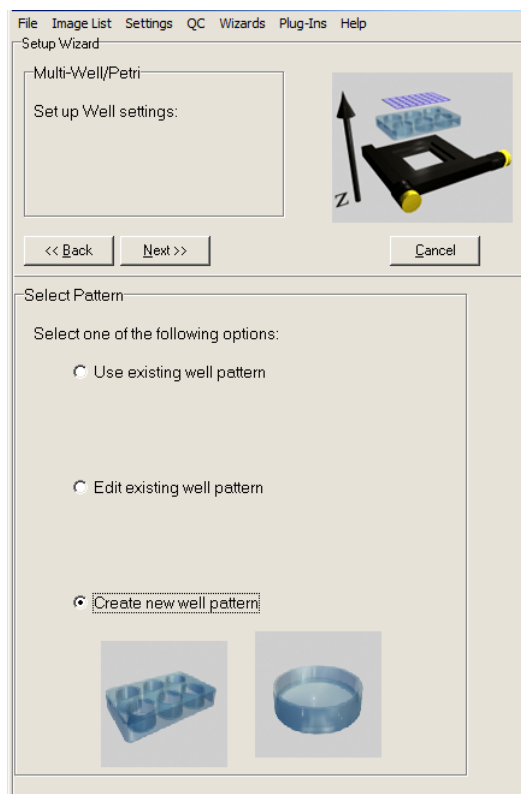 File Image List Settings QC Wizards Plug-Ins Help
Setup Wizard
Multi-Well/Petri
Set up Well settings:
Z
<< Back Next >> Cancel
Select Pattern
Select one of the following options:
Use existing well pattern
Edit existing well pattern
Create new well pattern